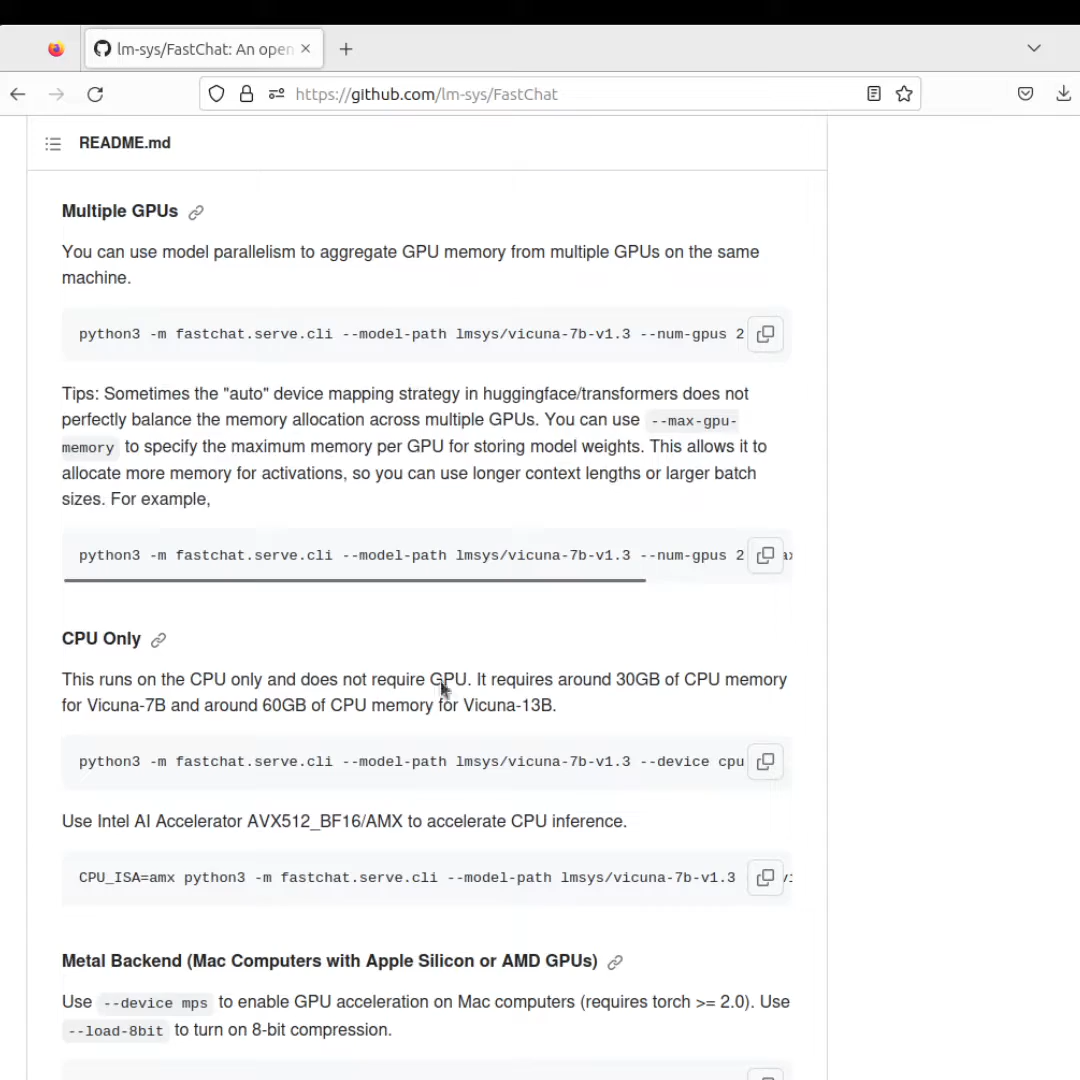 lm-sys/FastChat: An open
https://github.com/lm-sys/FastChat
README.md
Multiple GPUs
You can use model parallelism to aggregate GPU memory from multiple GPUs on the same
machine.
python3 -m fastchat.serve.cli --model-path lmsys/vicuna-7b-v1.3 --num-gpus 2
Tips: Sometimes the "auto" device mapping strategy in huggingface/transformers does not
perfectly balance the memory allocation across multiple GPUs. You can use --max-gpu-
memory to specify the maximum memory per GPU for storing model weights. This allows it to
allocate more memory for activations, so you can use longer context lengths or larger batch
sizes. For example,
python3 -m fastchat.serve.cli --model-path lmsys/vicuna-7b-v1.3 --num-gpus 2
CPU Only
This runs on the CPU only and does not require GPU. It requires around 30GB of CPU memory
for Vicuna-7B and around 60GB of CPU memory for Vicuna-13B.
python3 -m fastchat.serve.cli --model-path lmsys/vicuna-7b-v1.3 --device cpu
Use Intel AI Accelerator AVX512_BF16/AMX to accelerate CPU inference.
CPU_ISA=amx python3 -m fastchat.serve.cli --model-path lmsys/vicuna-7b-v1.3
Metal Backend (Mac Computers with Apple Silicon or AMD GPUs)
Use --device mps to enable GPU acceleration on Mac computers (requires torch >= 2.0). Use
--load-8bit to turn on 8-bit compression.